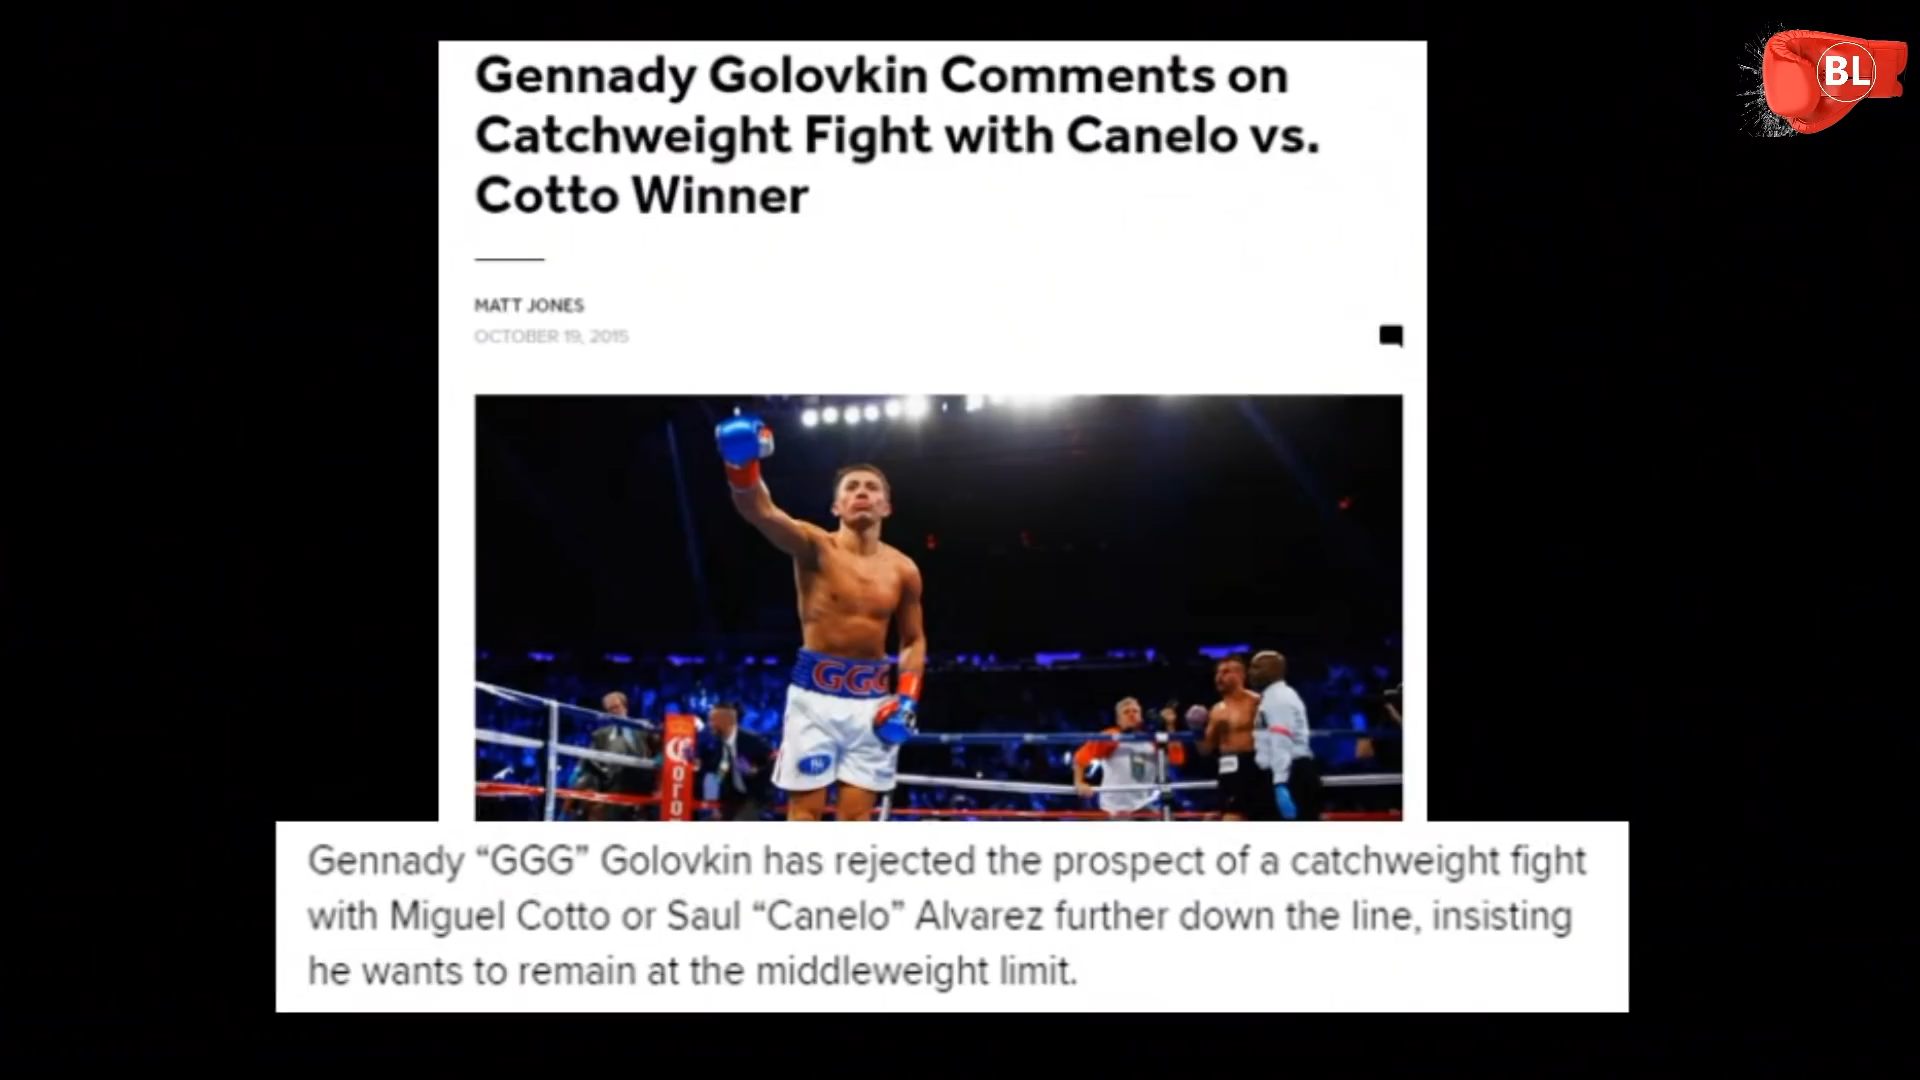 BL
Gennady Golovkin Comments on
Catchweight Fight with Canelo vs.
Cotto Winner
MATT JONES
OCTOBER 19, 2015
GGG
Coro
Gennady “GGG” Golovkin has rejected the prospect of a catchweight fight
with Miguel Cotto or Saul “Canelo” Alvarez further down the line, insisting
he wants to remain at the middleweight limit.